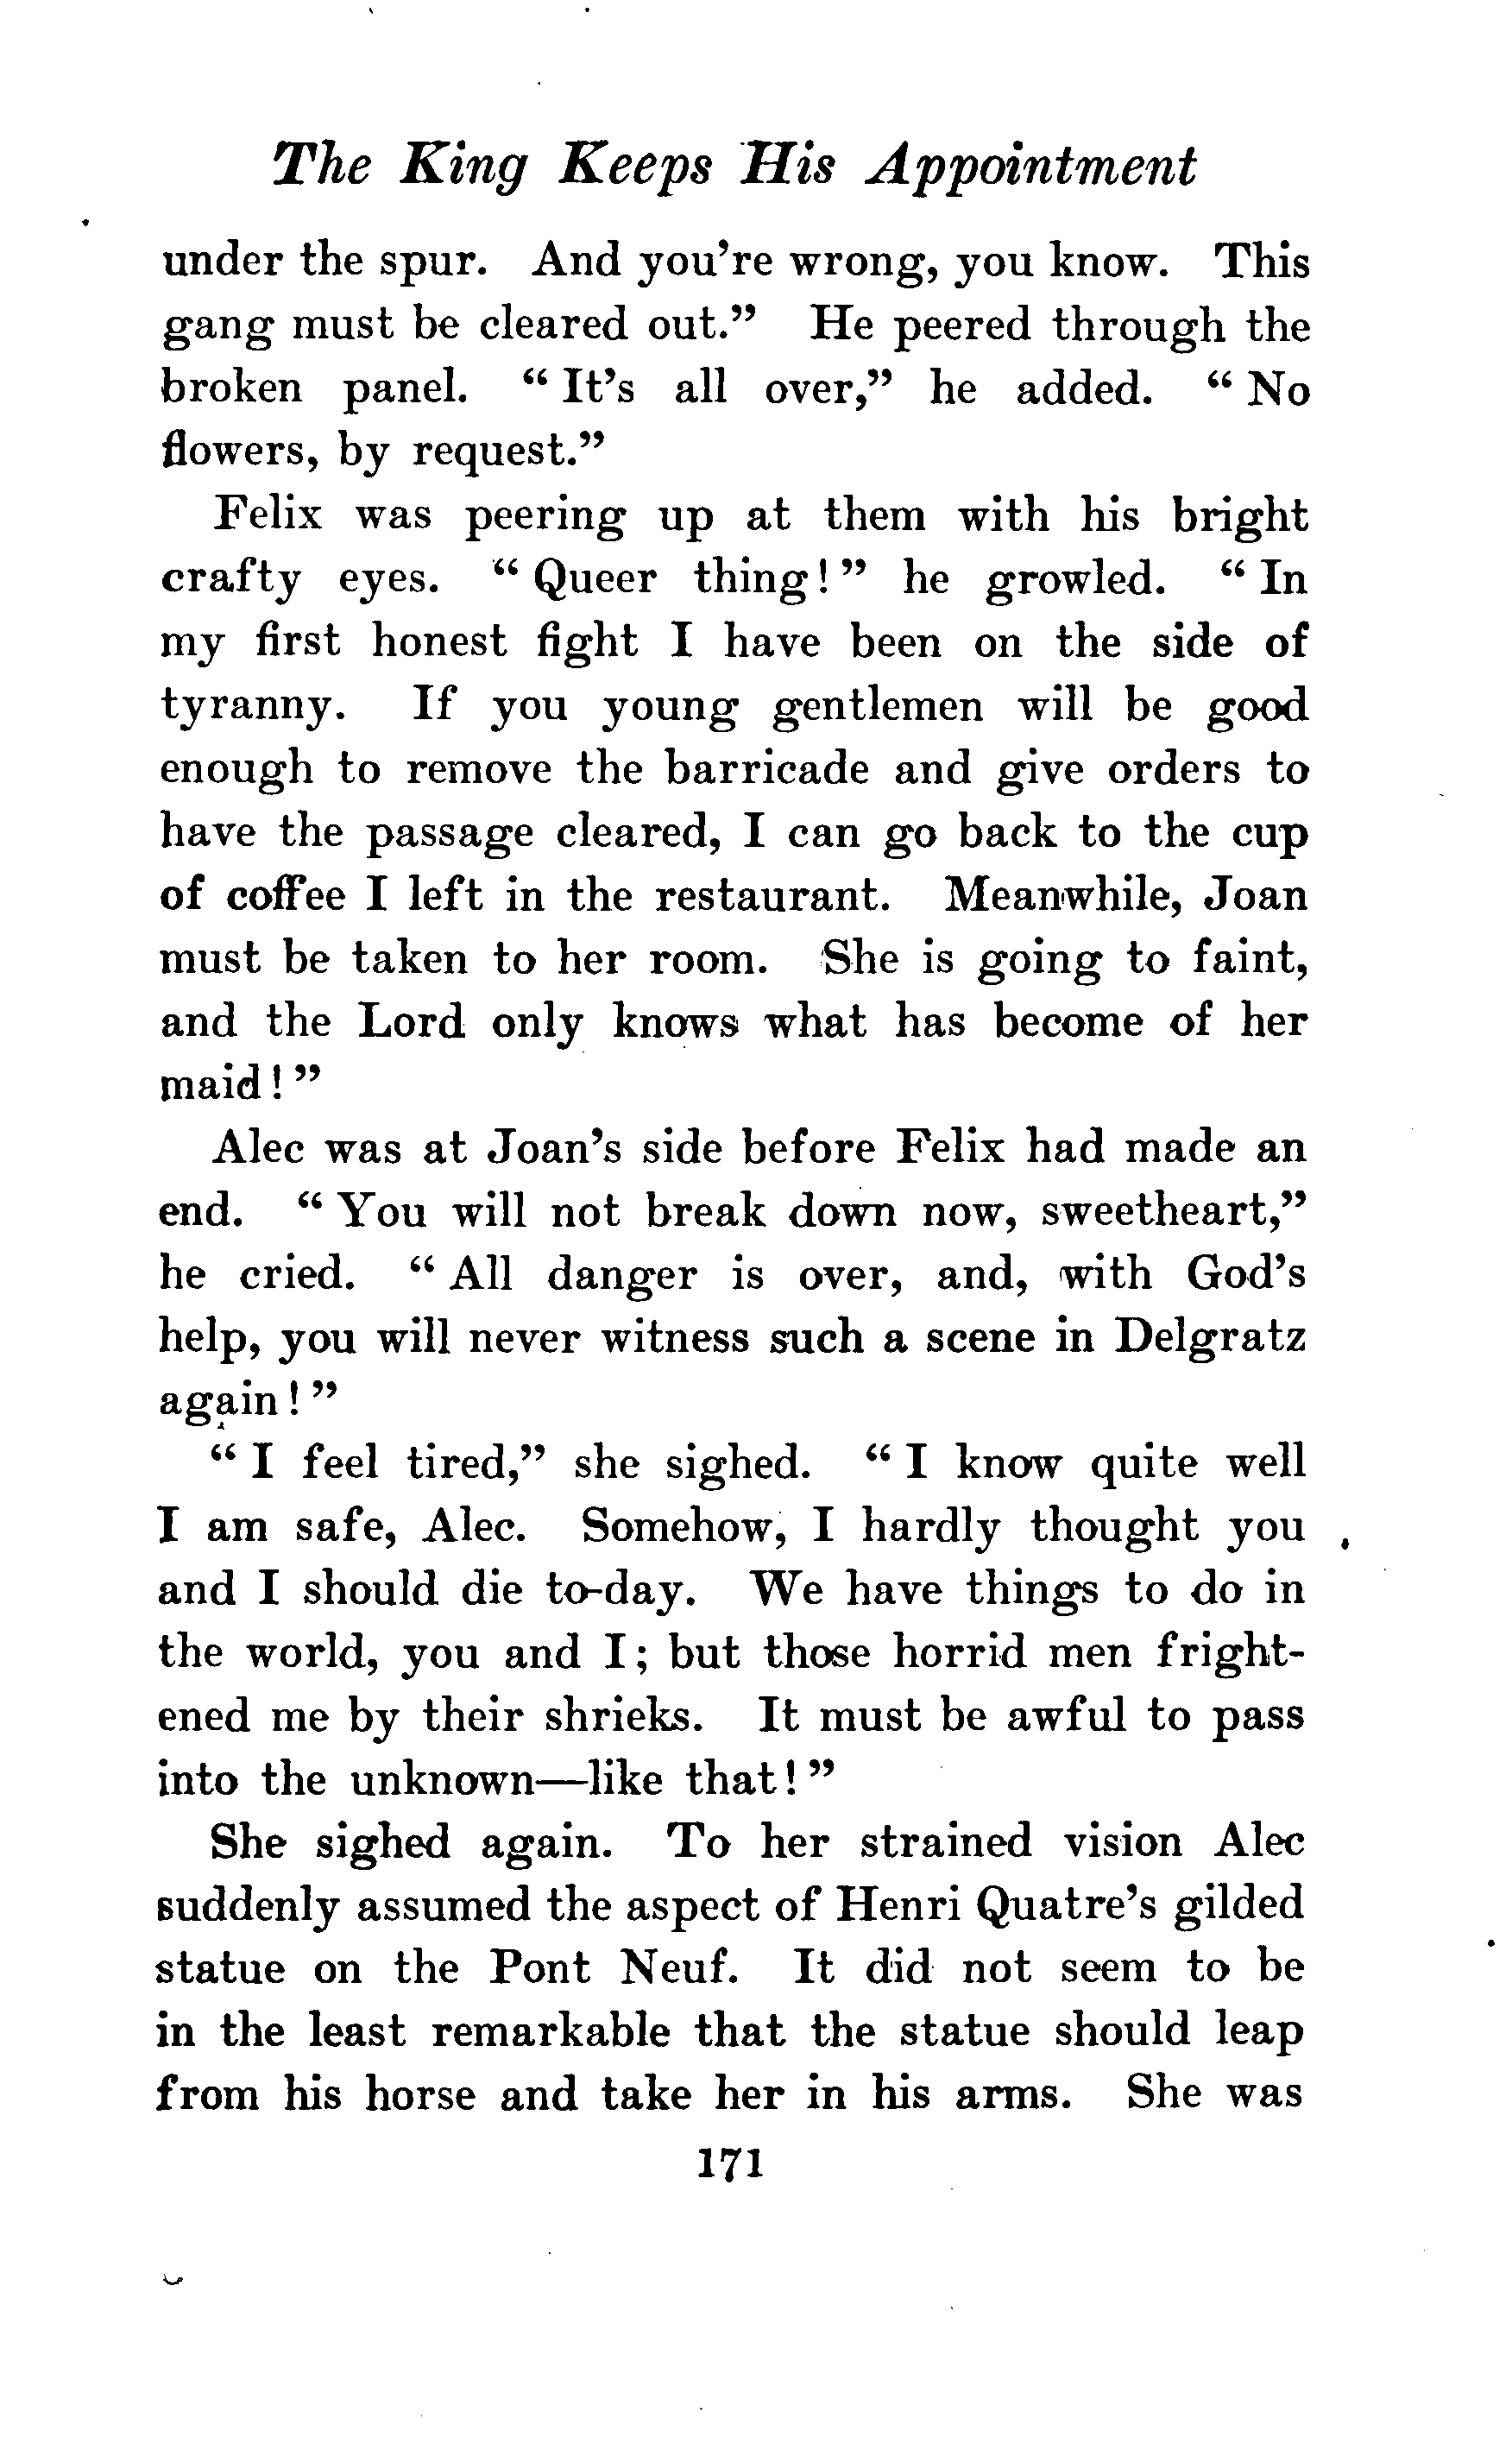 The King Keeps His Appointment
under the spur. And you're wrong, you know. This
gang must be cleared out." He peered through the
broken panel. "It's all over," he added. "No
flowers, by request."
Felix was peering up at them with his bright
crafty eyes. "Queer thing!" he growled. "In
my first honest fight I have been on the side of
tyranny. If you young gentlemen will be good
enough to remove the barricade and give orders to
have the passage cleared, I can go back to the cup
of coffee I left in the restaurant. Meanwhile, Joan
must be taken to her room. She is going to faint,
and the Lord only knows what has become of her
maid!"
Alec was at Joan's side before Felix had made an
end. "You will not break down now, sweetheart,"
he cried. "All danger is over, and, with God's
help, you will never witness such a scene in Delgratz
again!"
"I feel tired," she sighed. "I know quite well
I am safe, Alec. Somehow, I hardly thought you
and I should die to-day. We have things to do in
the world, you and I; but those horrid men fright-
ened me by their shrieks. It must be awful to pass
into the unknown—like that!"
She sighed again. To her strained vision Alec
suddenly assumed the aspect of Henri Quatre's gilded
statue on the Pont Neuf. It did not seem to be
in the least remarkable that the statue should leap
from his horse and take her in his arms. She was
171